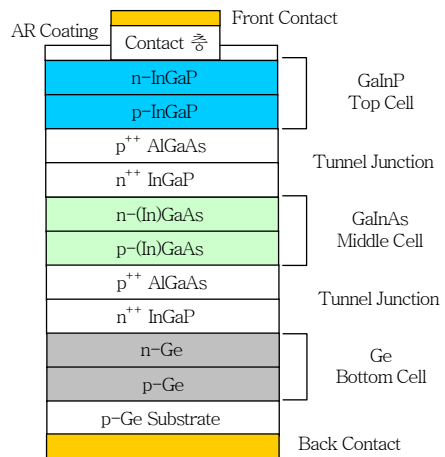 Front Contact
AR Coating
Contact 층
n-InGaP
p-InGaP
GaInP
Top Cell
p++ AlGaAs
n++ InGaP
Tunnel Junction
n-(In)GaAs
p-(In)GaAs
GaInAs
Middle Cell
p++ AlGaAs
n++ InGaP
Tunnel Junction
n-Ge
p-Ge
Ge
Bottom Cell
p-Ge Substrate
Back Contact